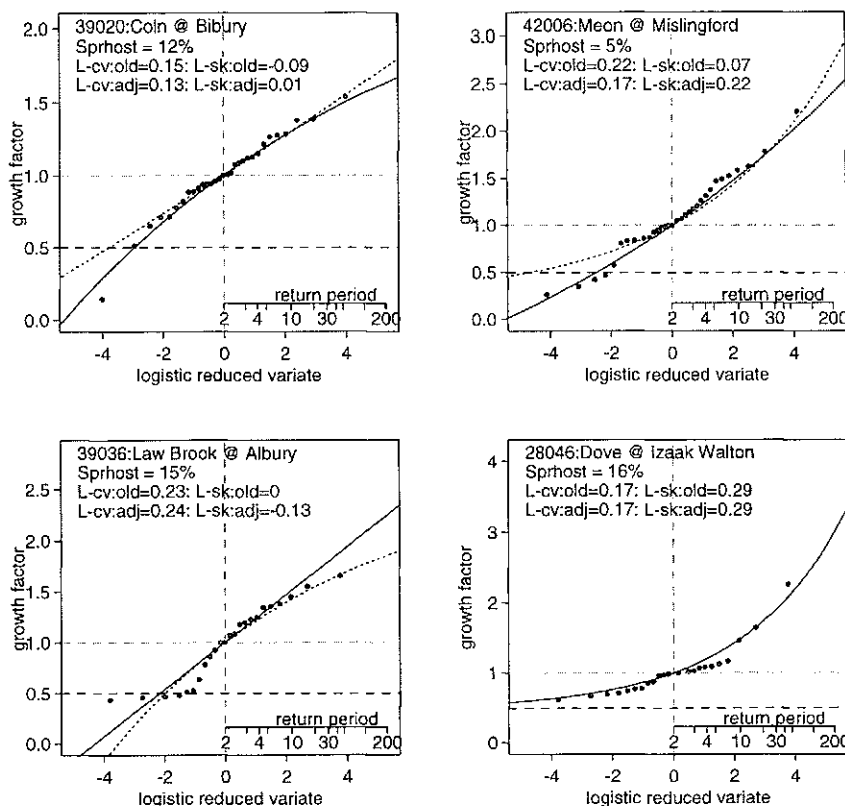 39020:Coln @ Bibury
Sprhost = 12%
L-cv:old=0.15: L-sk:old=-0.09
L-cv:adj=0.13: L-sk:adj=0.01
growth factor
2.0
1.5
1.0
0.5
0.0
return period
2 4 10 30 200
-4 -2 0 2 4
logistic reduced variate
42006:Meon @ Mislingford
Sprhost = 5%
L-cv:old=0.22: L-sk:old=0.07
L-cv:adj=0.17: L-sk:adj=0.22
growth factor
3.0
2.5
2.0
1.5
1.0
0.5
0.0
return period
2 4 10 30 200
-4 -2 0 2 4
logistic reduced variate
39036:Law Brook @ Albury
Sprhost = 15%
L-cv:old=0.23: L-sk:old=0
L-cv:adj=0.24: L-sk:adj=-0.13
growth factor
2.5
2.0
1.5
1.0
0.5
0.0
return period
2 4 10 30 200
-4 -2 0 2 4
logistic reduced variate
28046:Dove @ Izaak Walton
Sprhost = 16%
L-cv:old=0.17: L-sk:old=0.29
L-cv:adj=0.17: L-sk:adj=0.29
growth factor
4
3
2
1
0
return period
2 4 10 30 200
-4 -2 0 2 4
logistic reduced variate